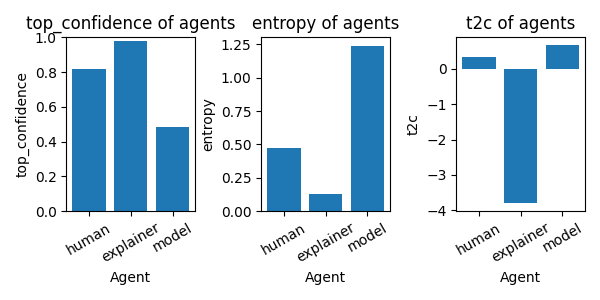 top_confidence of agents
top_confidence
1.0
0.8
0.6
0.4
0.2
0.0
human
explainer
model
Agent
entropy of agents
entropy
1.25
1.00
0.75
0.50
0.25
0.00
human
explainer
model
Agent
t2c of agents
t2c
0
−1
−2
−3
−4
human
explainer
model
Agent